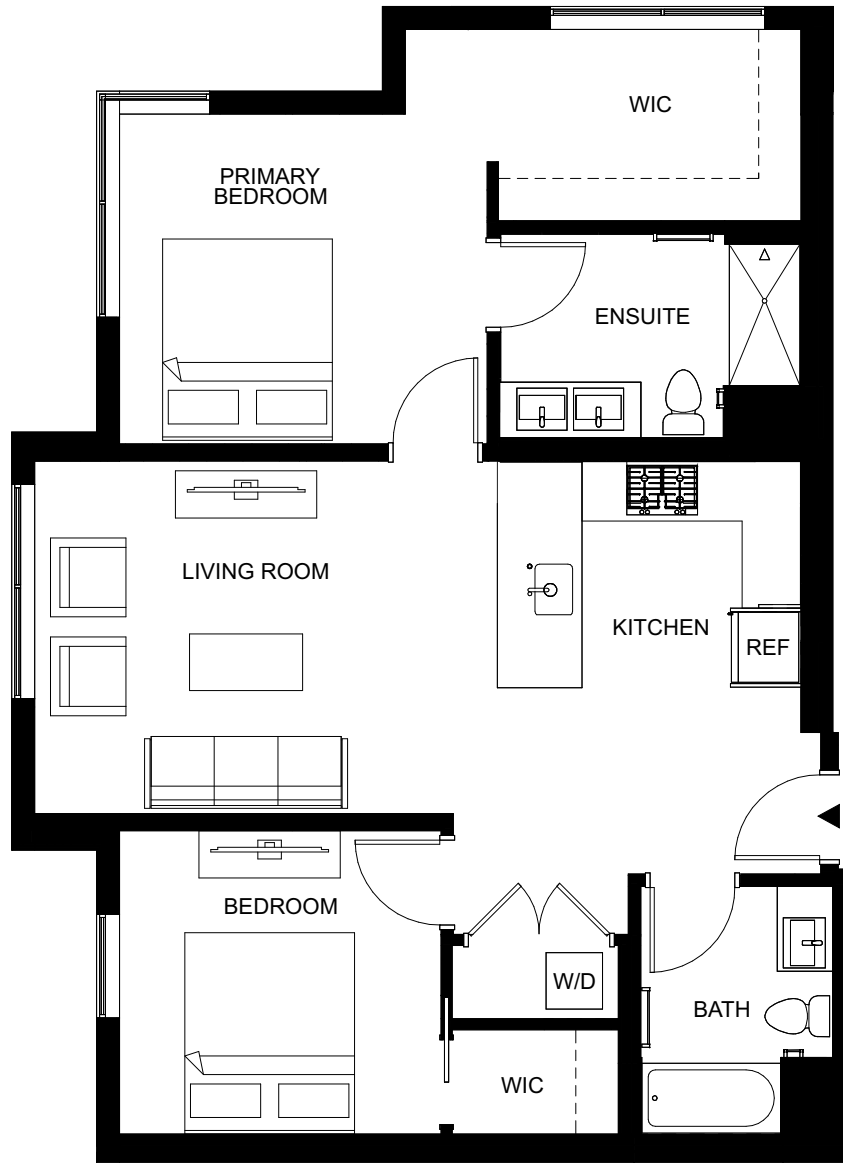 WIC
PRIMARY
BEDROOM
ENSUITE
LIVING ROOM
KITCHEN
REF
BEDROOM
W/D
BATH
WIC